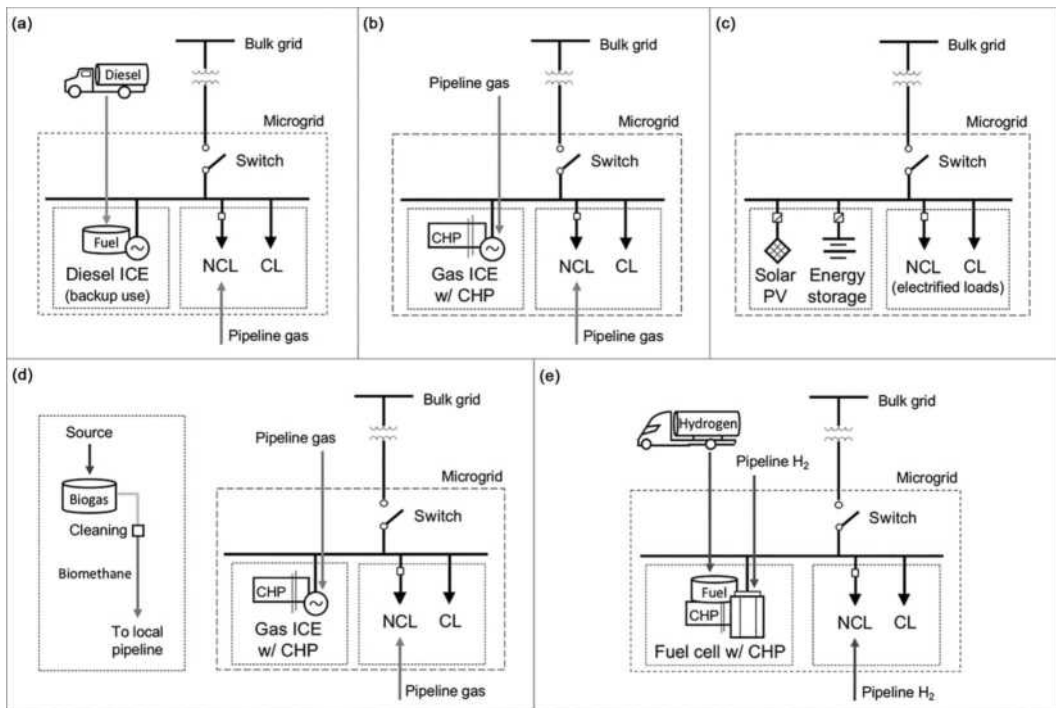 (a)
Bulk grid
Diesel
Microgrid
Switch
Fuel
Diesel ICE
(backup use)
NCL
CL
Pipeline gas
(b)
Bulk grid
Pipeline gas
Microgrid
Switch
CHP
Gas ICE
w/ CHP
NCL
CL
Pipeline gas
(c)
Bulk grid
Microgrid
Switch
Solar
PV
Energy
storage
NCL
CL
(electrified loads)
(d)
Source
Biogas
Cleaning
Biomethane
To local
pipeline
Bulk grid
Pipeline gas
Microgrid
Switch
CHP
Gas ICE
w/ CHP
NCL
CL
Pipeline gas
(e)
Bulk grid
Hydrogen
Pipeline H₂
Microgrid
Switch
Fuel
CHP
Fuel cell w/ CHP
NCL
CL
Pipeline H₂